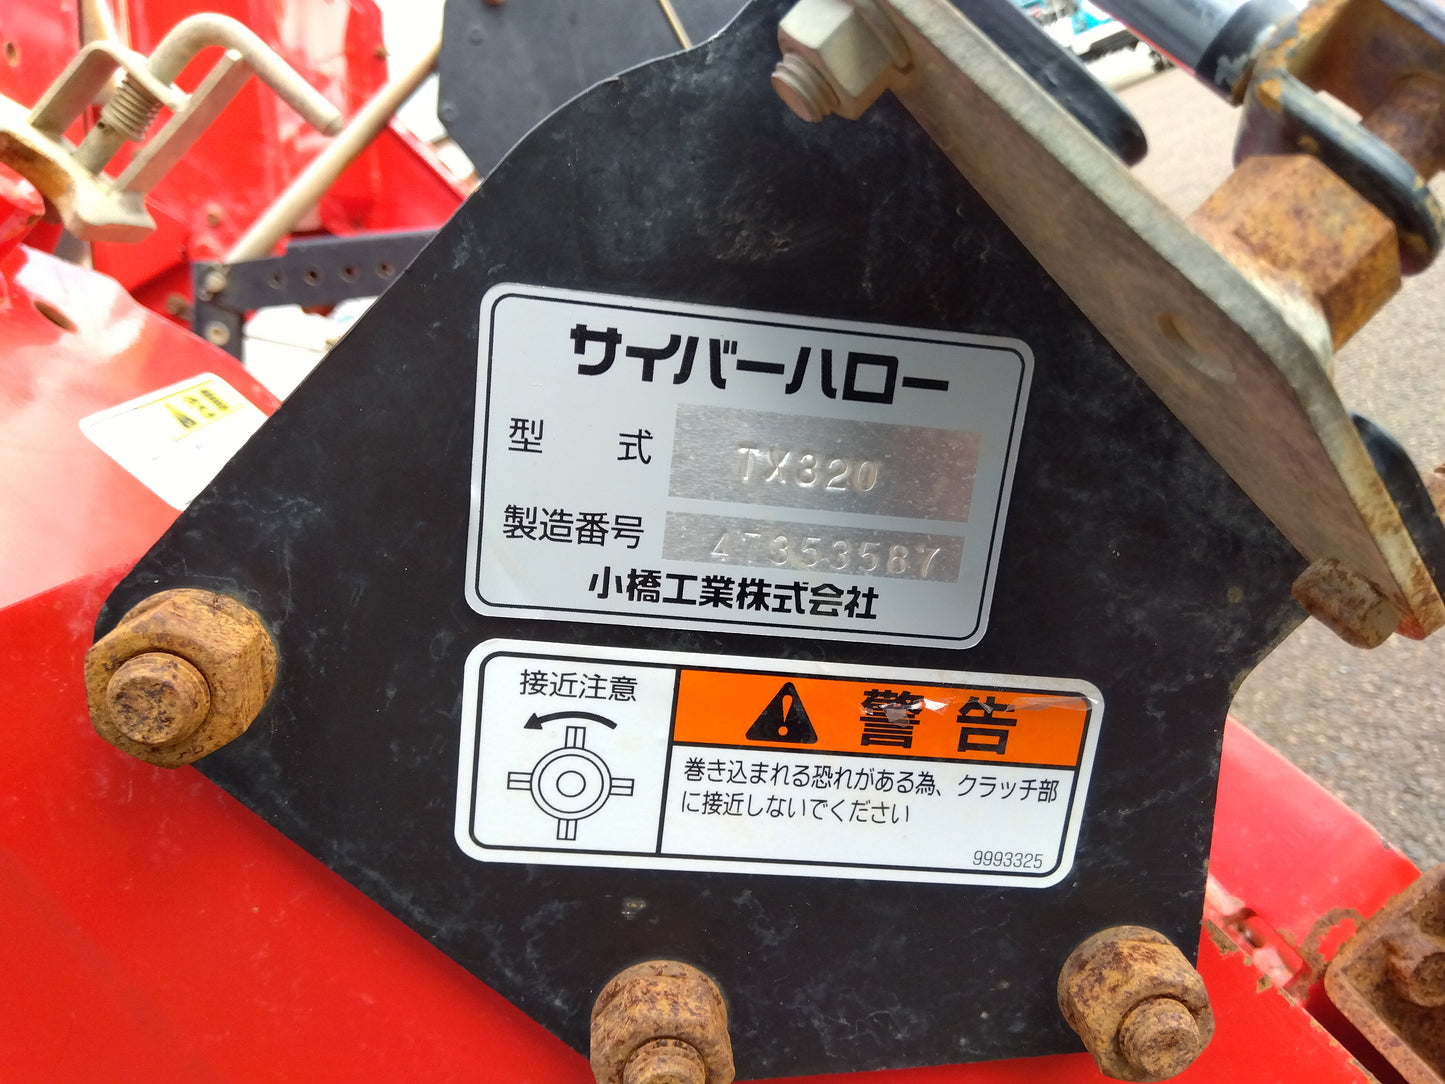 サイバーハロー
型 式 TX320
製造番号 4T353587
小橋工業株式会社
接近注意
警告
巻き込まれる恐れがある為、クラッチ部
に接近しないでください
9993325